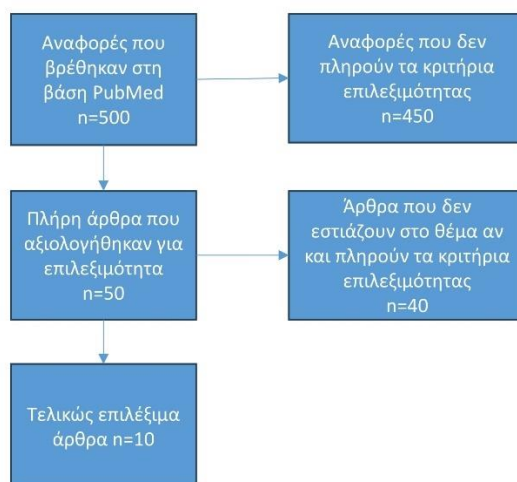 Αναφορές που
βρέθηκαν στη
βάση PubMed
n=500
Αναφορές που δεν
πληρούν τα κριτήρια
επιλεξιμότητας
n=450
Πλήρη άρθρα που
αξιολογήθηκαν για
επιλεξιμότητα
n=50
Άρθρα που δεν
εστιάζουν στο θέμα αν
και πληρούν τα κριτήρια
επιλεξιμότητας
n=40
Τελικώς επιλέξιμα
άρθρα n=10